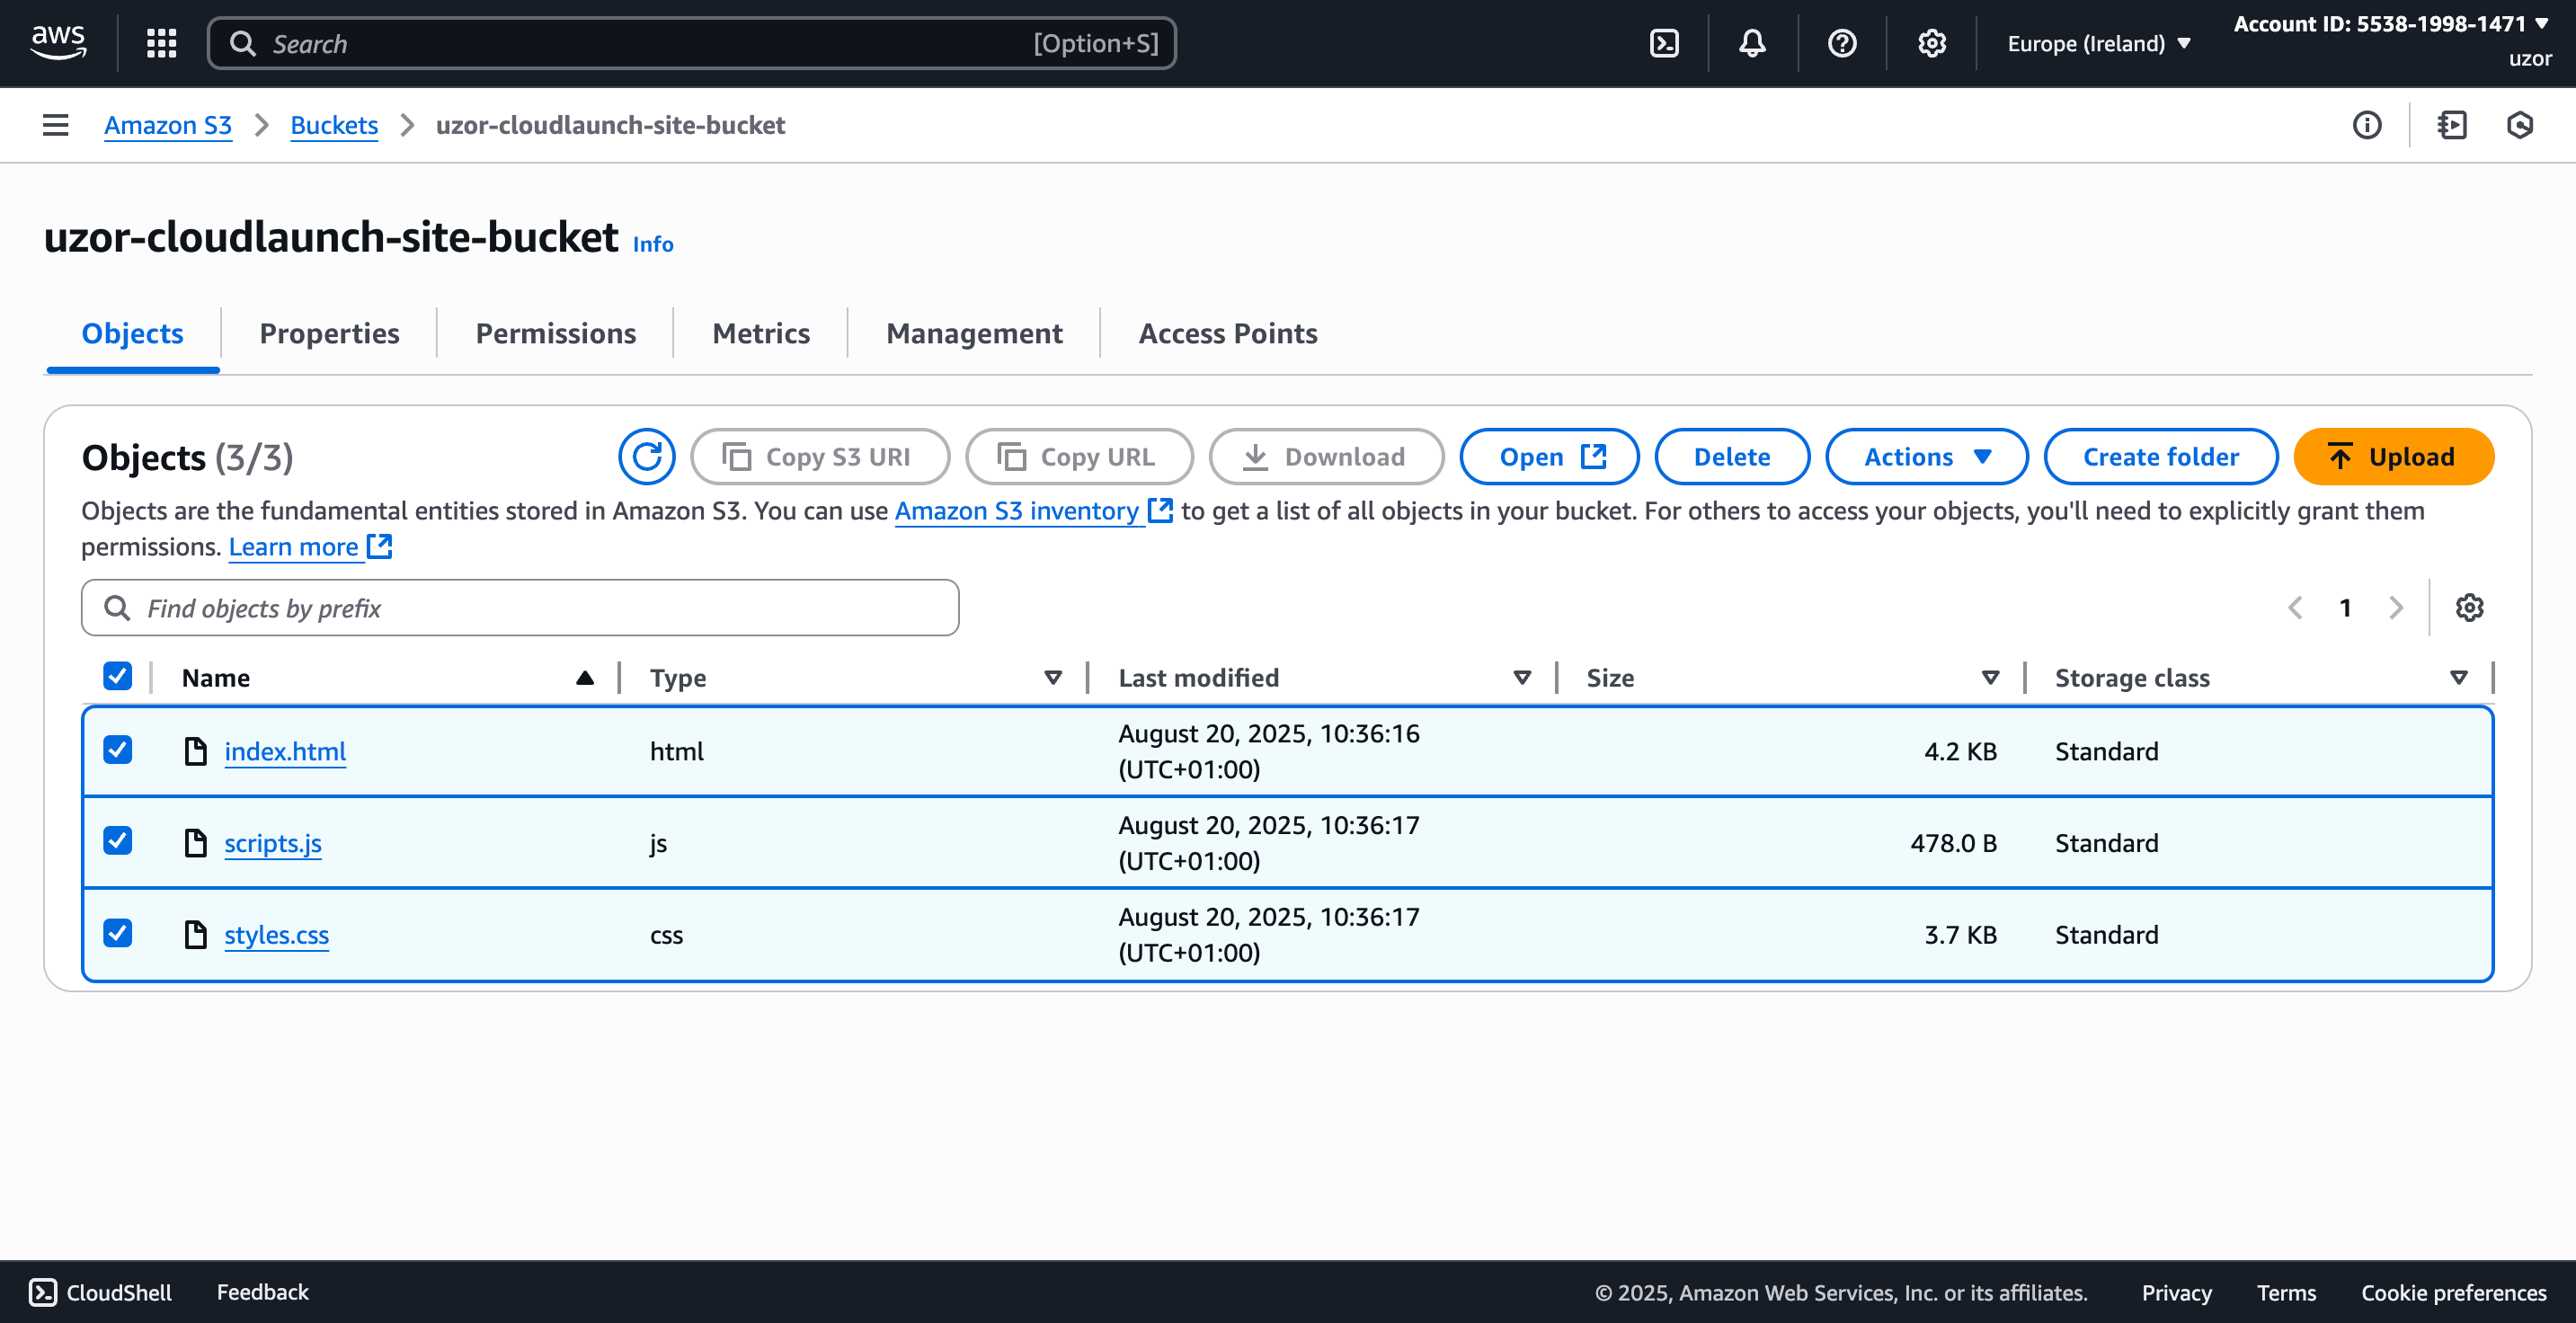 aws
Search [Option+S]
Europe (Ireland)
Account ID: 5538-1998-1471
uzor
Amazon S3
Buckets
uzor-cloudlaunch-site-bucket
uzor-cloudlaunch-site-bucket Info
Objects Properties Permissions Metrics Management Access Points
Objects (3/3)
Copy S3 URI Copy URL Download Open Delete Actions Create folder Upload
Objects are the fundamental entities stored in Amazon S3. You can use Amazon S3 inventory to get a list of all objects in your bucket. For others to access your objects, you'll need to explicitly grant them
permissions. Learn more
Find objects by prefix
1
Name Type Last modified Size Storage class
index.html html August 20, 2025, 10:36:16 4.2 KB Standard
(UTC+01:00)
scripts.js js August 20, 2025, 10:36:17 478.0 B Standard
(UTC+01:00)
styles.css css August 20, 2025, 10:36:17 3.7 KB Standard
(UTC+01:00)
CloudShell Feedback © 2025, Amazon Web Services, Inc. or its affiliates. Privacy Terms Cookie preferences